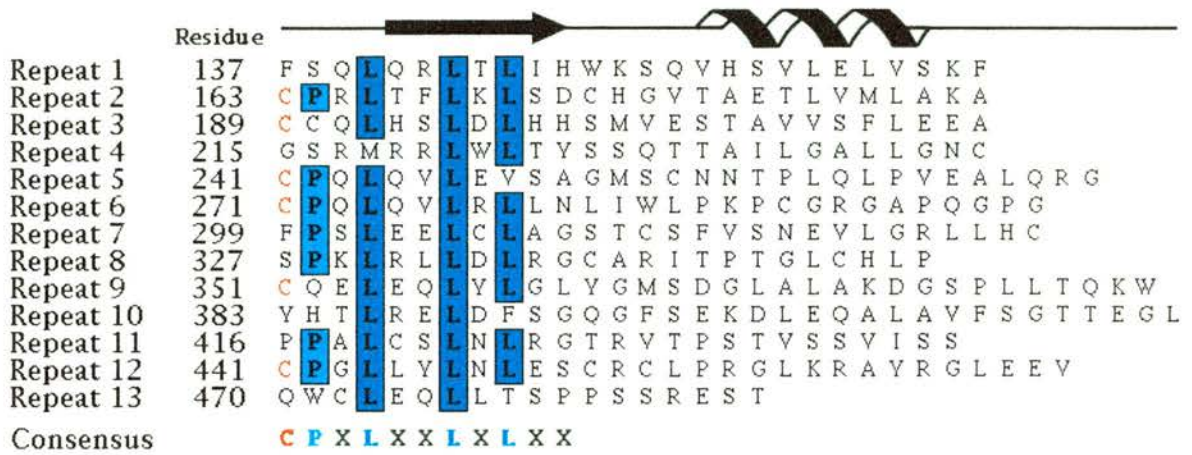 Residue
Repeat 1 137 F S Q L Q R L T L I H W K S Q V H S V L E L V S K F
Repeat 2 163 C P R L T F L K L S D C H G V T A E T L V M L A K A
Repeat 3 189 C C Q L H S L D L H H S M V E S T A V V S F L E E A
Repeat 4 215 G S R M R R L W L T Y S S Q T T A I L G A L L G N C
Repeat 5 241 C P Q L Q V L E V S A G M S C N N T P L Q L P V E A L Q R G
Repeat 6 271 C P Q L Q V L R L L N L I W L P K P C G R G A P Q G P G
Repeat 7 299 F P S L E E L C L A G S T C S F V S N E V L G R L L H C
Repeat 8 327 S P K L R L L D L R G C A R I T P T G L C H L P
Repeat 9 351 C Q E L E Q L Y L G L Y G M S D G L A L A K D G S P L L T Q K W
Repeat 10 383 Y H T L R E L D F S G Q G F S E K D L E Q A L A V F S G T T E G L
Repeat 11 416 P P A L C S L N L R G T R V T P S T V S S V I S S
Repeat 12 441 C P G L L Y L N L E S C R C L P R G L K R A Y R G L E E V
Repeat 13 470 Q W C L E Q L L T S P P S S R E S T
Consensus C P X L X X L X L X X